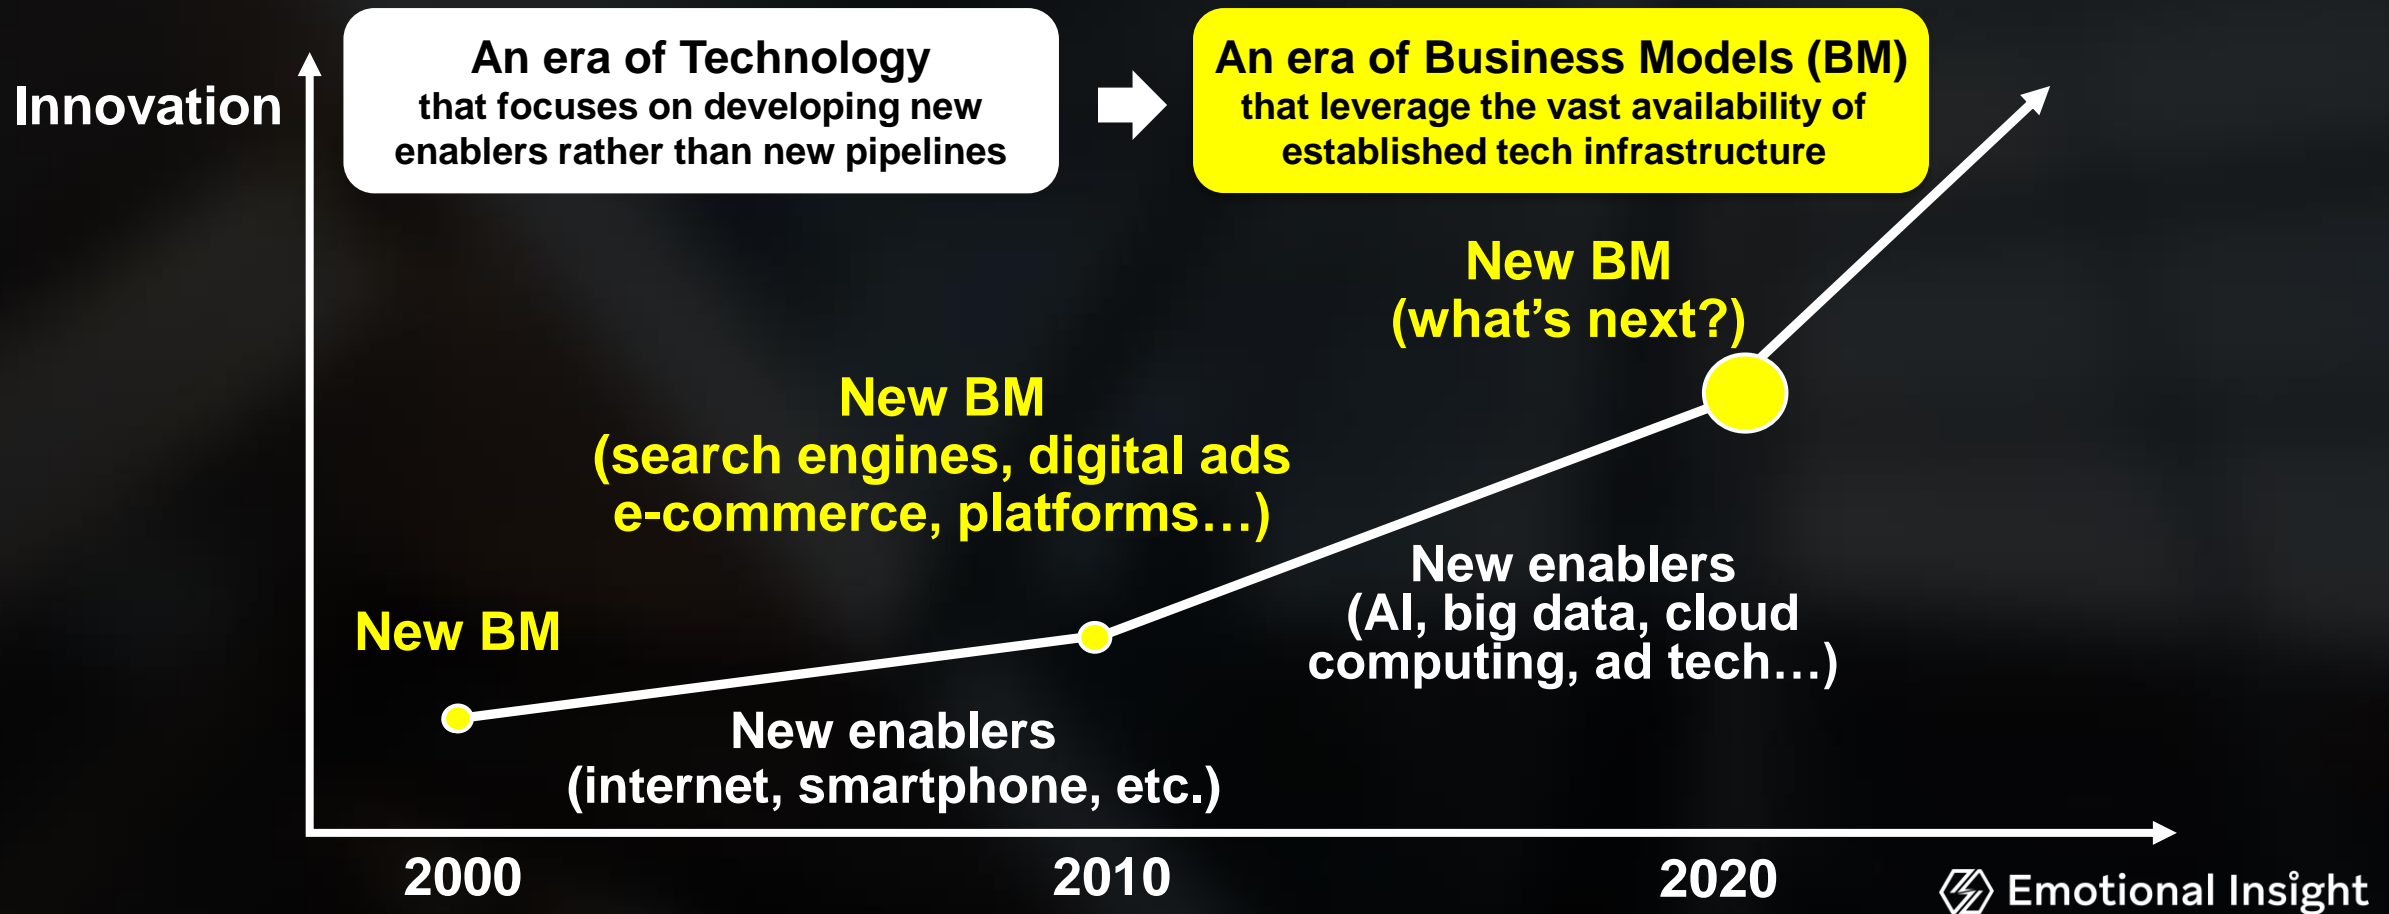 An era of Technology
that focuses on developing new
enablers rather than new pipelines
An era of Business Models (BM)
that leverage the vast availability of
established tech infrastructure
Innovation
New BM
(what’s next?)
New BM
(search engines, digital ads
e-commerce, platforms…)
New enablers
(AI, big data, cloud
computing, ad tech…)
New BM
New enablers
(internet, smartphone, etc.)
2000
2010
2020
Emotional Insight